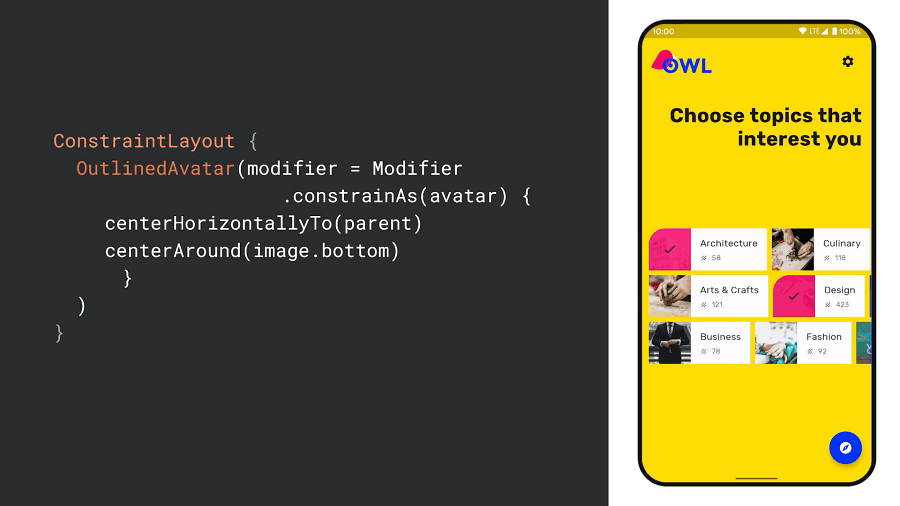 ConstraintLayout {
OutlinedAvatar(modifier = Modifier
.constrainAs(avatar) {
centerHorizontallyTo(parent)
centerAround(image.bottom)
}
)
}
10:00
LTE
100%
OWL
Choose topics that
interest you
Architecture
58
Culinary
118
Arts & Crafts
121
Design
423
Business
78
Fashion
92